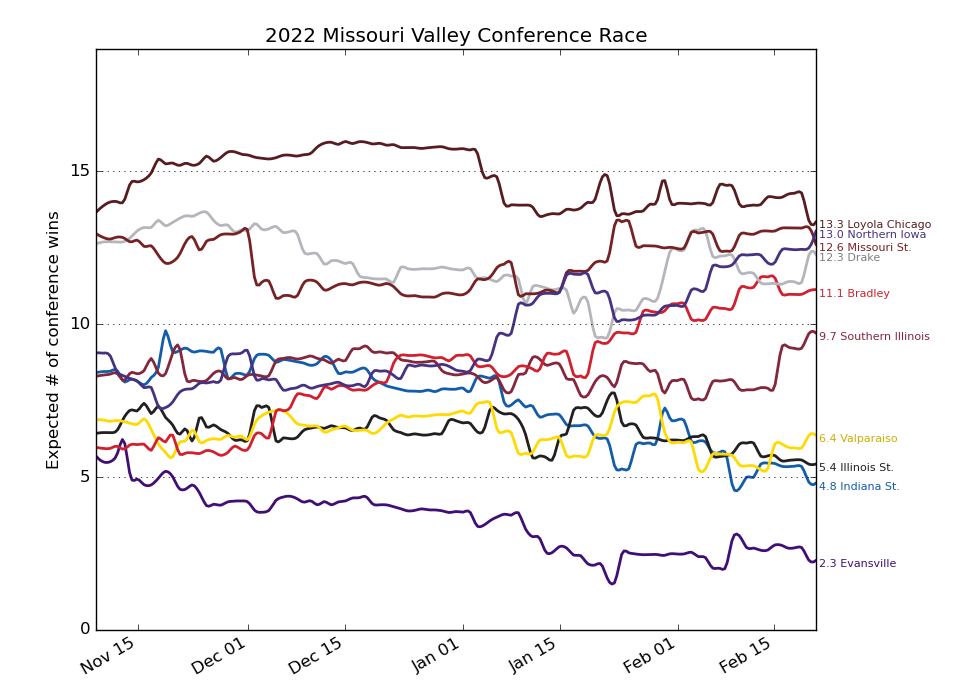 2022 Missouri Valley Conference Race
Expected # of conference wins
15
10
5
0
13.3 Loyola Chicago
13.0 Northern Iowa
12.6 Missouri St.
12.3 Drake
11.1 Bradley
9.7 Southern Illinois
6.4 Valparaiso
5.4 Illinois St.
4.8 Indiana St.
2.3 Evansville
Nov 15
Dec 01
Dec 15
Jan 01
Jan 15
Feb 01
Feb 15